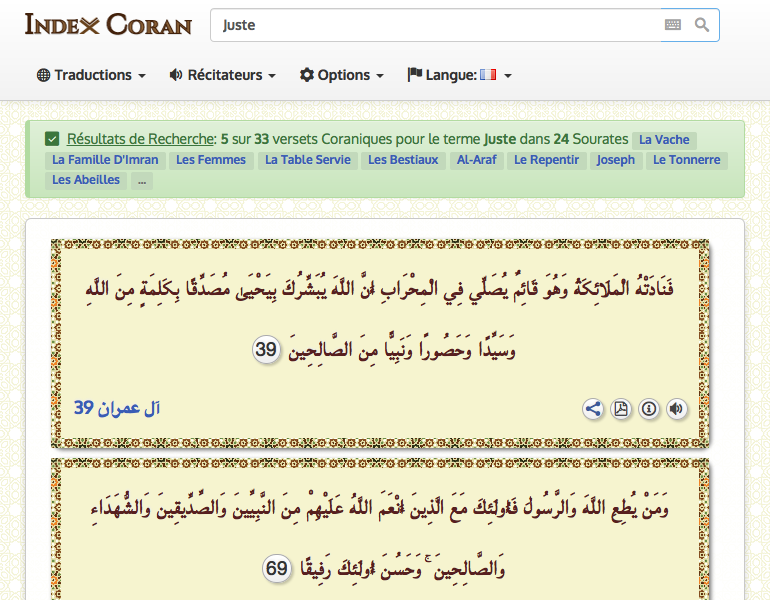 INDEX CORAN
Juste
Traductions Récitateurs Options Langue:
Résultats de Recherche: 5 sur 33 versets Coraniques pour le terme Juste dans 24 Sourates La Vache
La Famille D'Imran Les Femmes La Table Servie Les Bestiaux Al-Araf Le Repentir Joseph Le Tonnerre
Les Abeilles ...
فَنَادَتْهُ الْمَلَائِكَةُ وَهُوَ قَائِمٌ يُصَلِّي فِي الْمِحْرَابِ أَنَّ اللَّهَ يُبَشِّرُكَ بِيَحْيَىٰ مُصَدِّقًا بِكَلِمَةٍ مِنَ اللَّهِ
وَسَيِّدًا وَحَصُورًا وَنَبِيًّا مِنَ الصَّالِحِينَ 39
آل عمران 39
وَمَنْ يُطِعِ اللَّهَ وَالرَّسُولَ فَأُولَٰئِكَ مَعَ الَّذِينَ أَنْعَمَ اللَّهُ عَلَيْهِمْ مِنَ النَّبِيِّينَ وَالصِّدِّيقِينَ وَالشُّهَدَاءِ
وَالصَّالِحِينَ ۚ وَحَسُنَ أُولَٰئِكَ رَفِيقًا 69